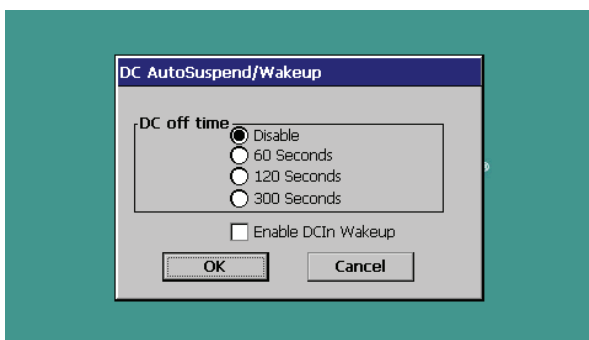 DC AutoSuspend/Wakeup
DC off time
Disable
60 Seconds
120 Seconds
300 Seconds
Enable DCIn Wakeup
OK
Cancel